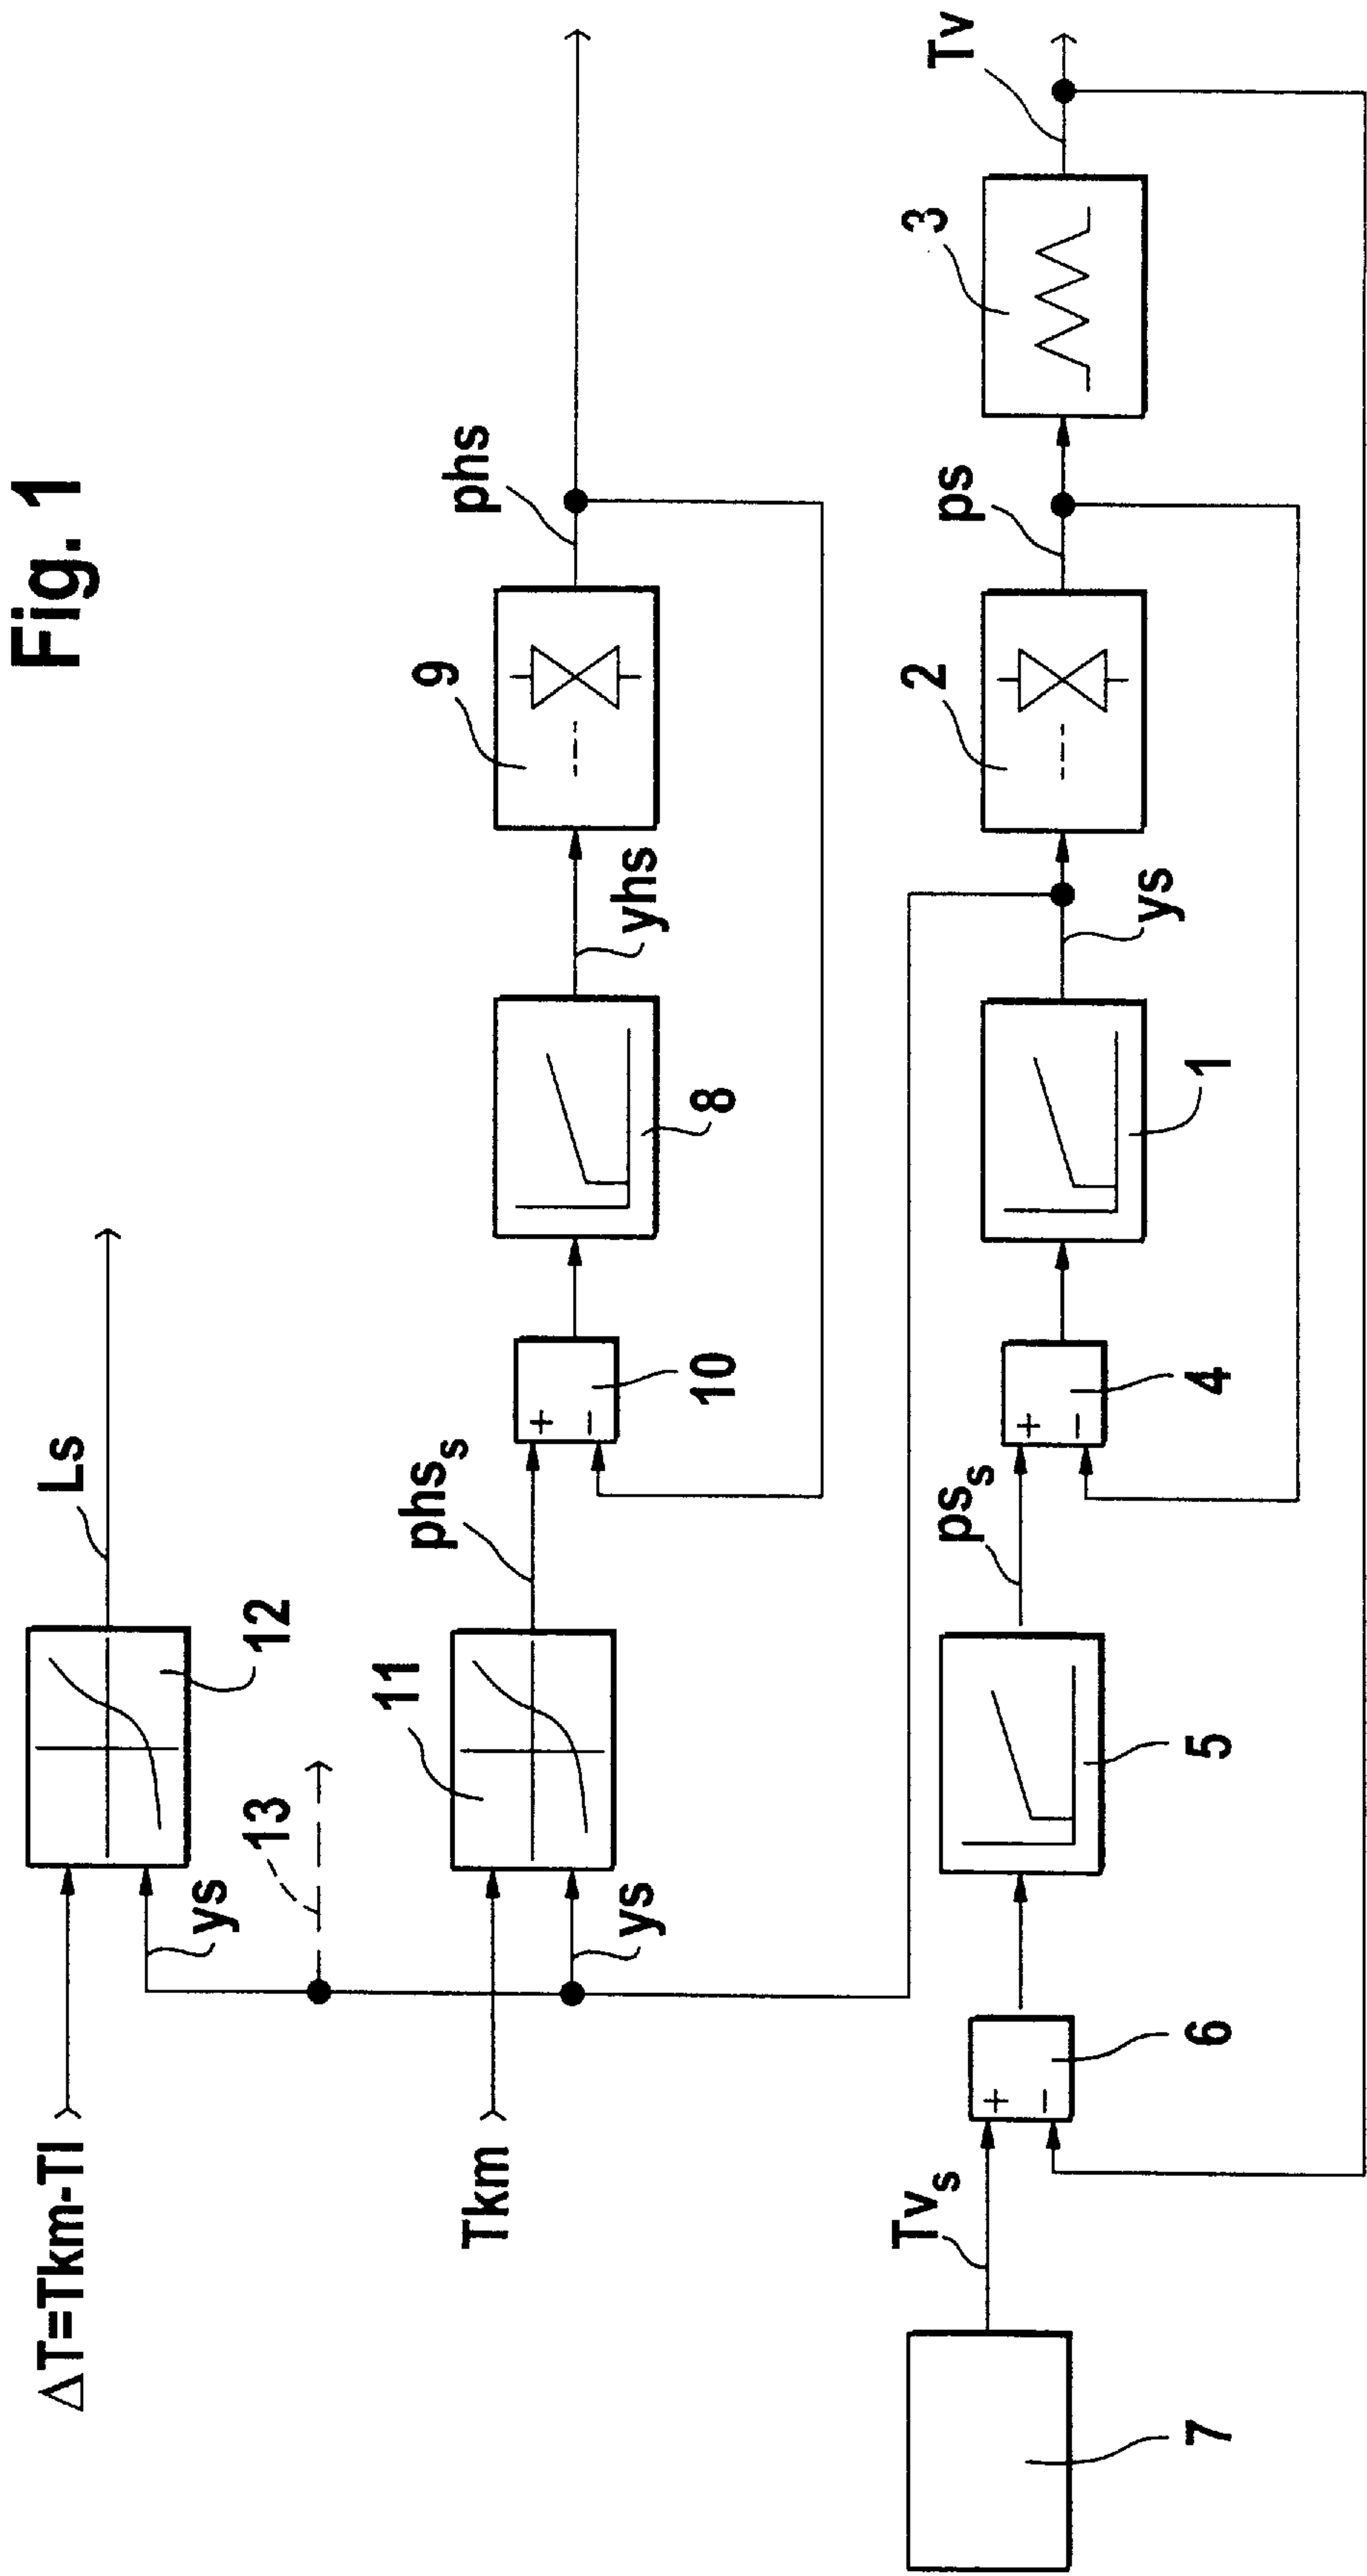 Fig. 1
ΔT=Tkm-Tl
ys
12
Ls
13
Tkm
ys
11
phss
+
−
10
8
yhs
9
phs
7
Tvs
+
−
6
5
pss
+
−
4
1
ys
2
ps
3
Tv